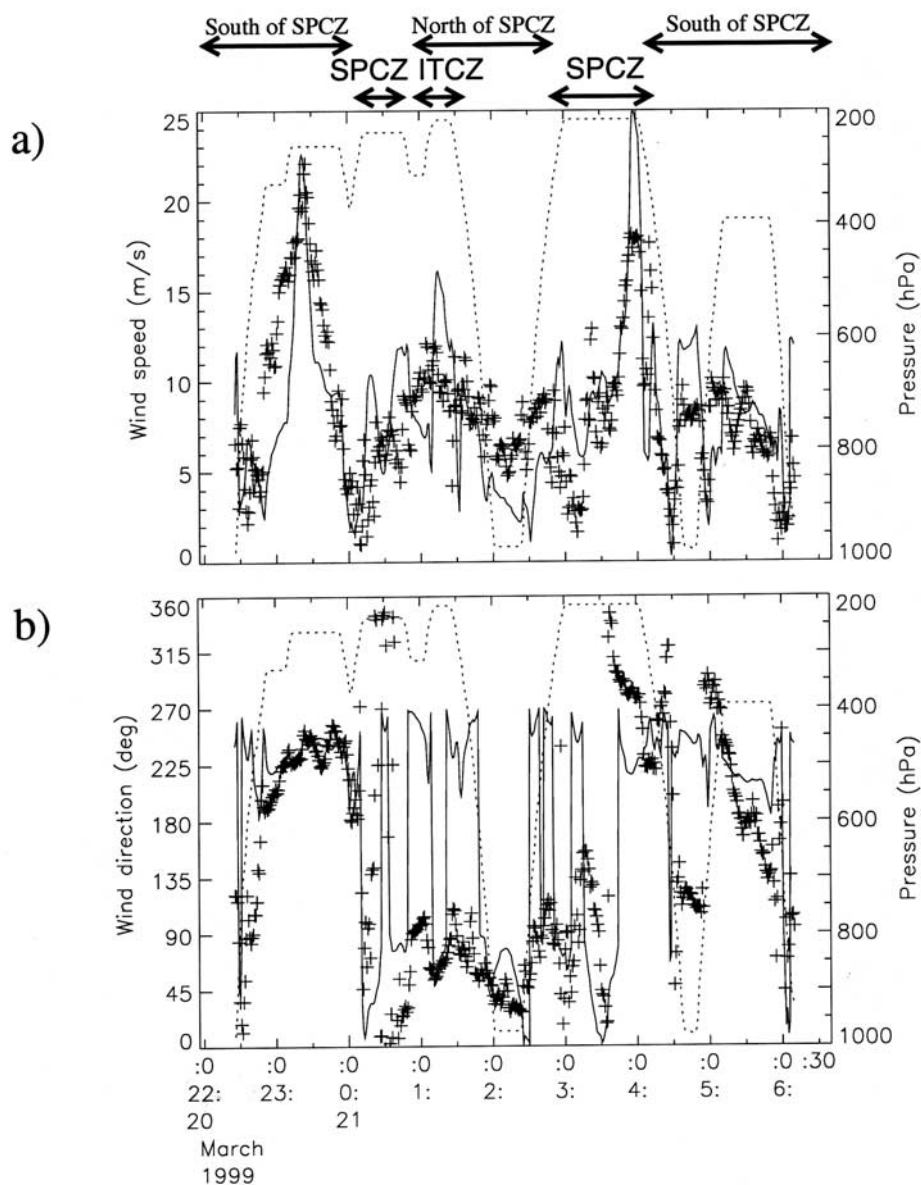 South of SPCZ North of SPCZ South of SPCZ
SPCZ ITCZ SPCZ
a)
25
20
15
10
5
0
Wind speed (m/s)
200
400
600
800
1000
Pressure (hPa)
b)
360
315
270
225
180
135
90
45
0
Wind direction (deg)
200
400
600
800
1000
Pressure (hPa)
:0 :0 :0 :0 :0 :0 :0 :0 :0 :30
22: 23: 0: 1: 2: 3: 4: 5: 6:
20 21
March
1999